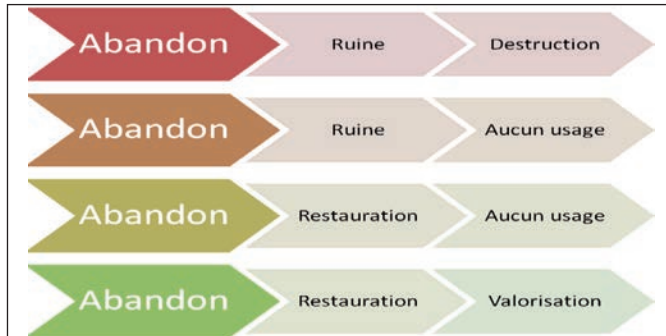 Abandon Ruine Destruction
Abandon Ruine Aucun usage
Abandon Restauration Aucun usage
Abandon Restauration Valorisation